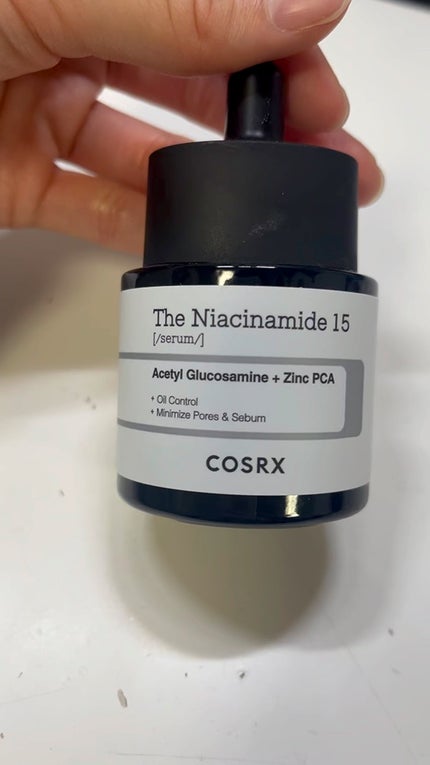 The Niacinamide 15
[/serum/]
Acetyl Glucosamine + Zinc PCA
+ Oil Control
+ Minimize Pores & Sebum
COSRX